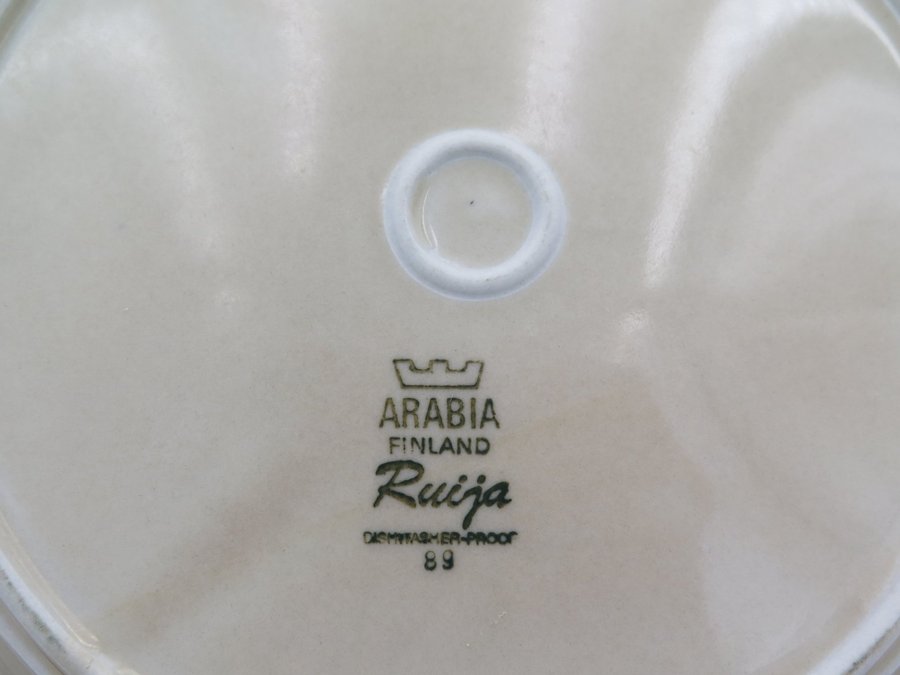 ARABIA
FINLAND
Ruija
DISHWASHER-PROOF
89